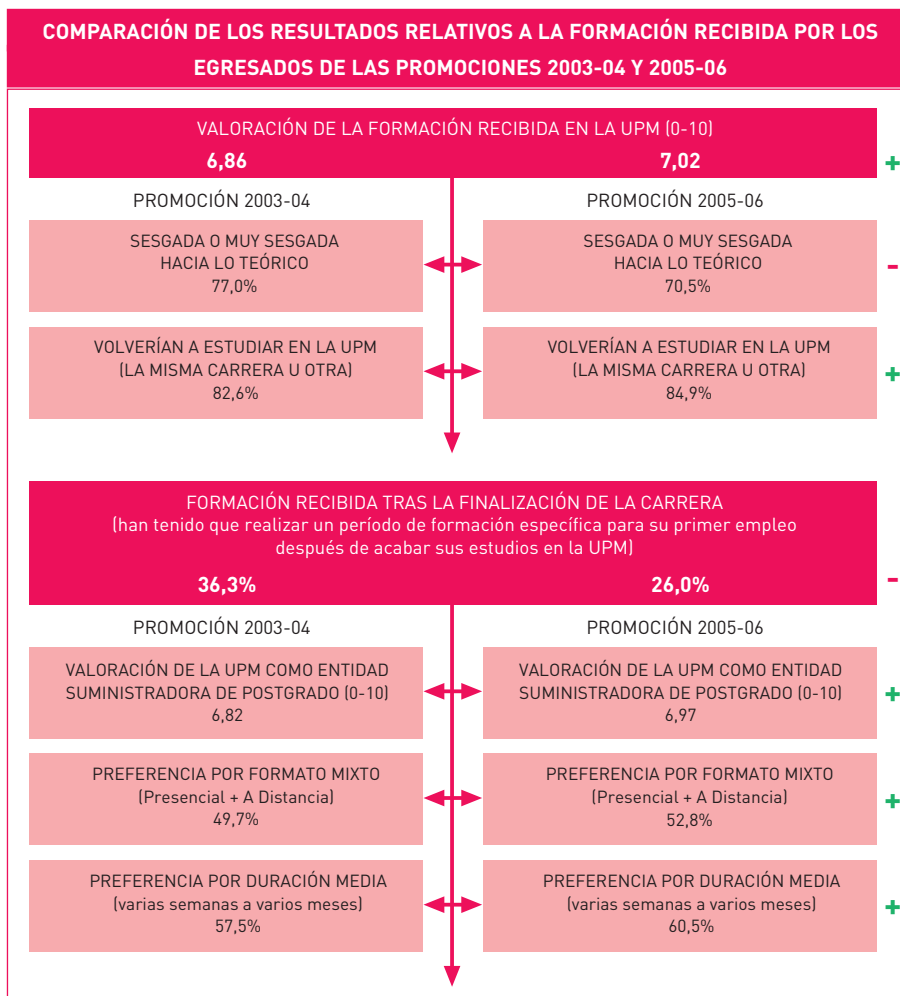 COMPARACIÓN DE LOS RESULTADOS RELATIVOS A LA FORMACIÓN RECIBIDA POR LOS
EGRESADOS DE LAS PROMOCIONES 2003-04 Y 2005-06
VALORACIÓN DE LA FORMACIÓN RECIBIDA EN LA UPM (0-10)
6,86 7,02 +
PROMOCIÓN 2003-04 PROMOCIÓN 2005-06
SESGADA O MUY SESGADA
HACIA LO TEÓRICO
77,0%
SESGADA O MUY SESGADA
HACIA LO TEÓRICO
70,5%
-
VOLVERÍAN A ESTUDIAR EN LA UPM
(LA MISMA CARRERA U OTRA)
82,6%
VOLVERÍAN A ESTUDIAR EN LA UPM
(LA MISMA CARRERA U OTRA)
84,9%
+
FORMACIÓN RECIBIDA TRAS LA FINALIZACIÓN DE LA CARRERA
(han tenido que realizar un período de formación específica para su primer empleo
después de acabar sus estudios en la UPM)
36,3% 26,0% -
PROMOCIÓN 2003-04 PROMOCIÓN 2005-06
VALORACIÓN DE LA UPM COMO ENTIDAD
SUMINISTRADORA DE POSTGRADO (0-10)
6,82
VALORACIÓN DE LA UPM COMO ENTIDAD
SUMINISTRADORA DE POSTGRADO (0-10)
6,97
+
PREFERENCIA POR FORMATO MIXTO
(Presencial + A Distancia)
49,7%
PREFERENCIA POR FORMATO MIXTO
(Presencial + A Distancia)
52,8%
+
PREFERENCIA POR DURACIÓN MEDIA
(varias semanas a varios meses)
57,5%
PREFERENCIA POR DURACIÓN MEDIA
(varias semanas a varios meses)
60,5%
+